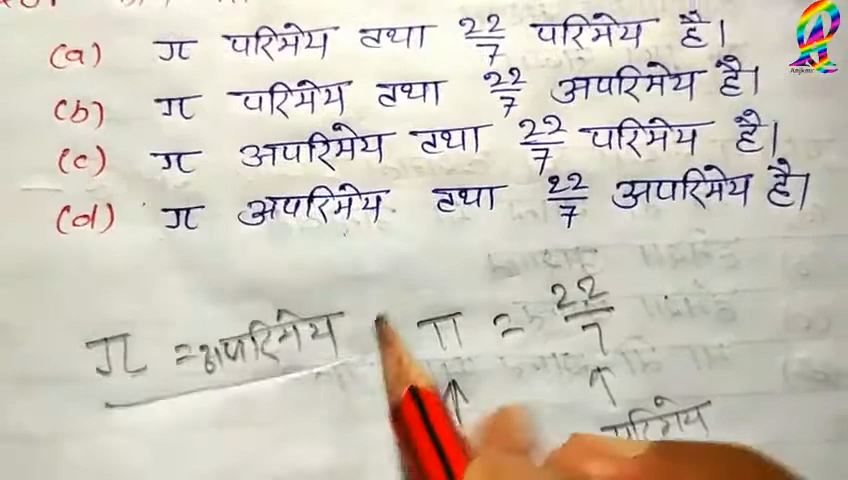 (a) π परिमेय तथा 22/7 परिमेय है।
(b) π परिमेय तथा 22/7 अपरिमेय है।
(c) π अपरिमेय तथा 22/7 परिमेय है।
(d) π अपरिमेय तथा 22/7 अपरिमेय है।
π = अपरिमेय π = 22/7
↑ ↑
परिमेय